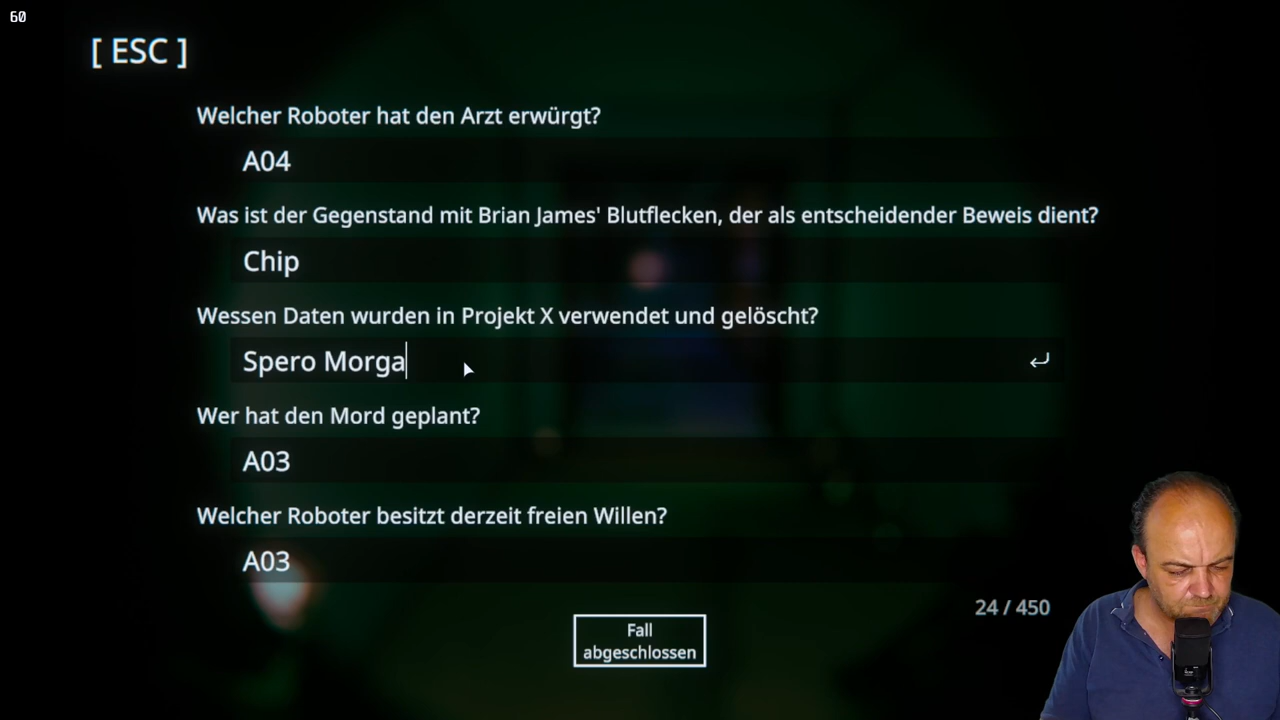 60
[ ESC ]
Welcher Roboter hat den Arzt erwürgt?
A04
Was ist der Gegenstand mit Brian James' Blutflecken, der als entscheidender Beweis dient?
Chip
Wessen Daten wurden in Projekt X verwendet und gelöscht?
Spero Morga
Wer hat den Mord geplant?
A03
Welcher Roboter besitzt derzeit freien Willen?
A03
24 / 450
Fall
abgeschlossen